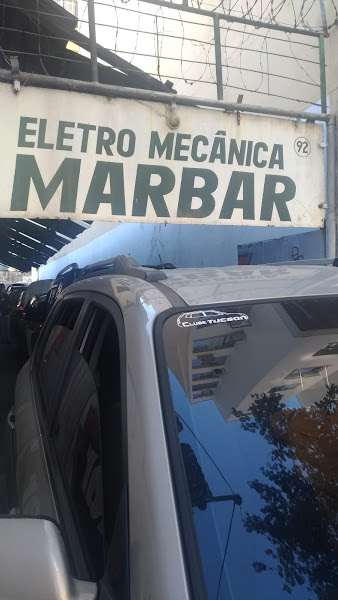 ELETRO MECÂNICA
92
MARBAR
CLUBE TUCSON